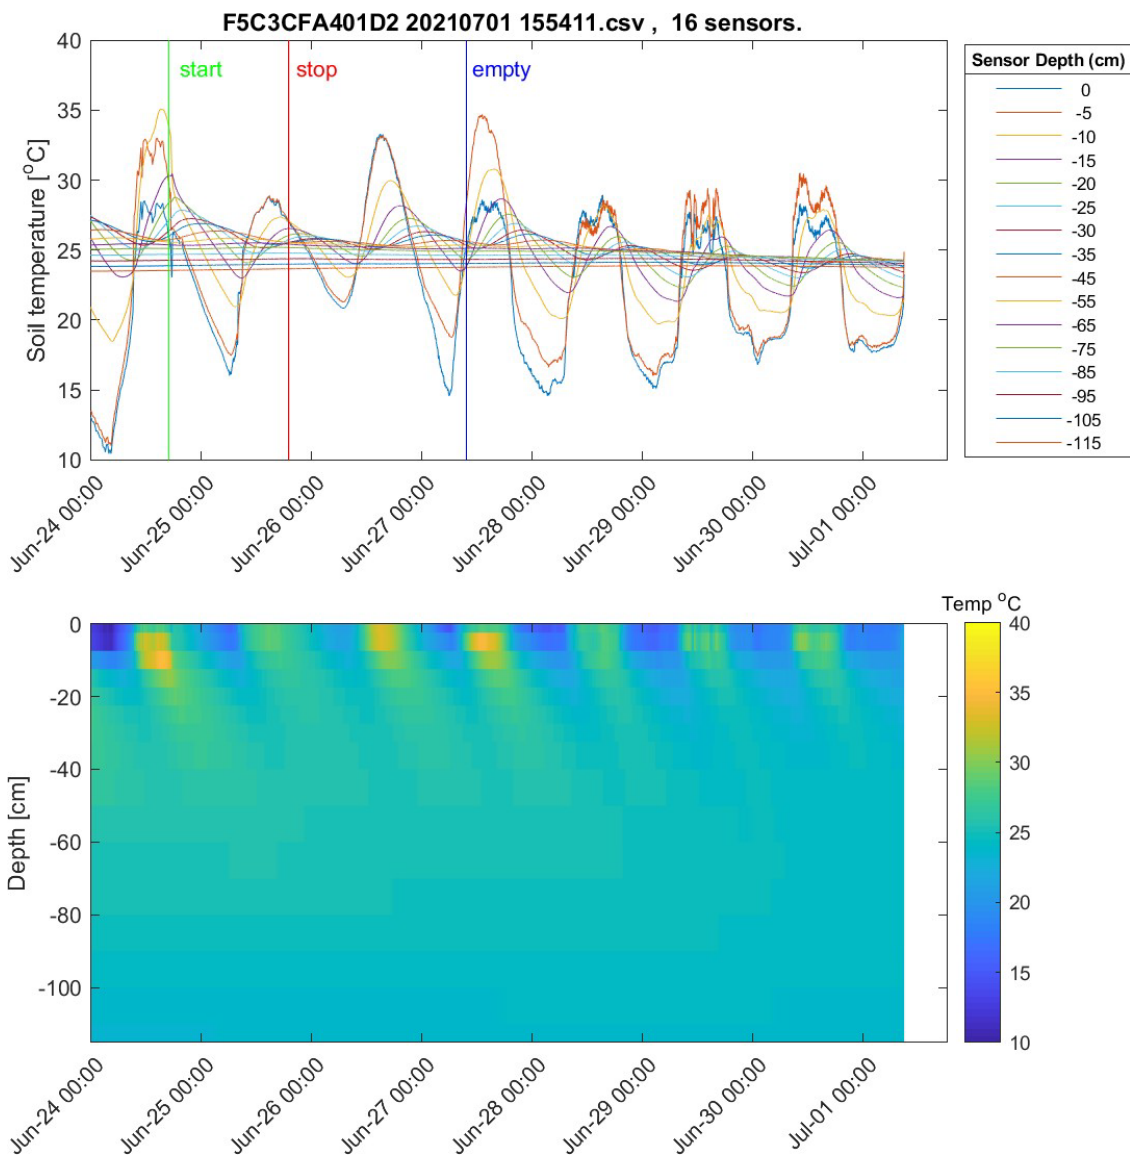 F5C3CFA401D2 20210701 155411.csv , 16 sensors.
40
35
30
25
20
15
10
Soil temperature [°C]
start
stop
empty
Sensor Depth (cm)
0
-5
-10
-15
-20
-25
-30
-35
-45
-55
-65
-75
-85
-95
-105
-115
Jun-24 00:00
Jun-25 00:00
Jun-26 00:00
Jun-27 00:00
Jun-28 00:00
Jun-29 00:00
Jun-30 00:00
Jul-01 00:00
Temp °C
0
-20
-40
-60
-80
-100
Depth [cm]
40
35
30
25
20
15
10
Jun-24 00:00
Jun-25 00:00
Jun-26 00:00
Jun-27 00:00
Jun-28 00:00
Jun-29 00:00
Jun-30 00:00
Jul-01 00:00